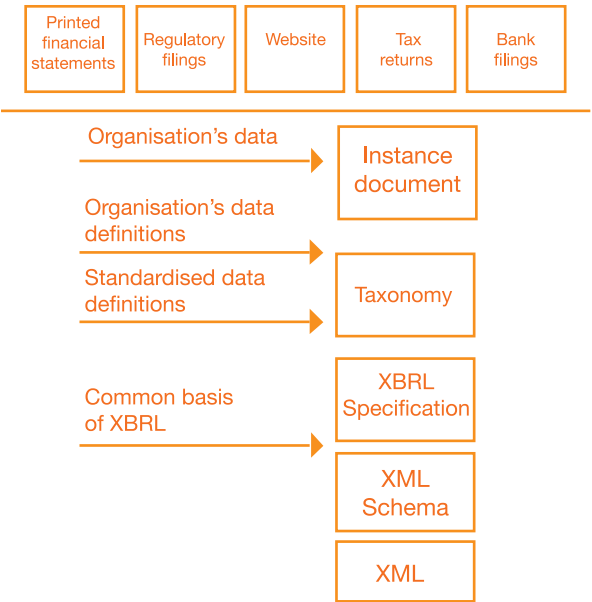 Printed
financial
statements
Regulatory
filings
Website
Tax
returns
Bank
filings
Organisation's data
Instance
document
Organisation's data
definitions
Standardised data
definitions
Taxonomy
Common basis
of XBRL
XBRL
Specification
XML
Schema
XML